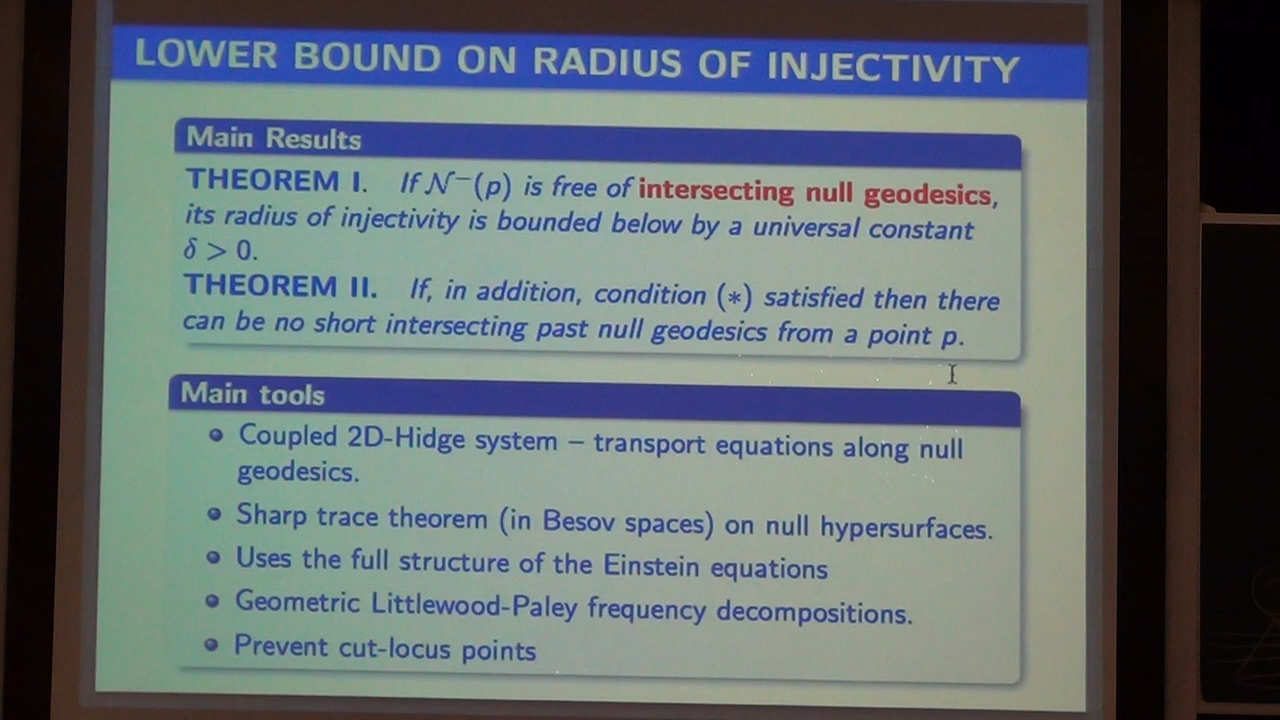 LOWER BOUND ON RADIUS OF INJECTIVITY
Main Results
THEOREM I. If 𝒩⁻(p) is free of intersecting null geodesics,
its radius of injectivity is bounded below by a universal constant
δ > 0.
THEOREM II. If, in addition, condition (∗) satisfied then there
can be no short intersecting past null geodesics from a point p.
Main tools
Coupled 2D-Hidge system – transport equations along null
geodesics.
Sharp trace theorem (in Besov spaces) on null hypersurfaces.
Uses the full structure of the Einstein equations
Geometric Littlewood-Paley frequency decompositions.
Prevent cut-locus points